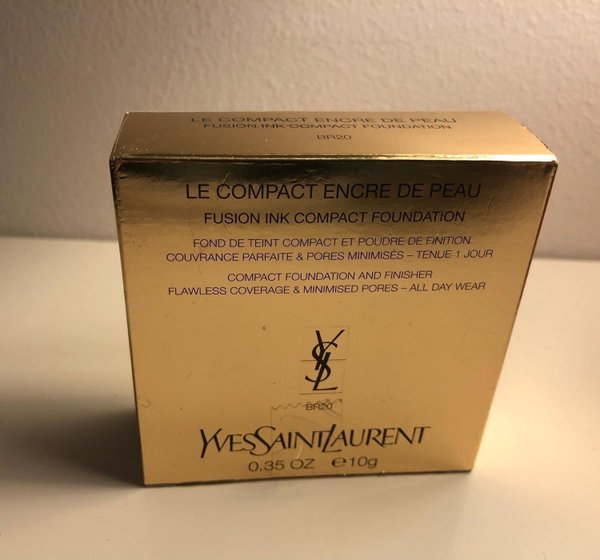 LE COMPACT ENCRE DE PEAU
FUSION INK COMPACT FOUNDATION
BR20
LE COMPACT ENCRE DE PEAU
FUSION INK COMPACT FOUNDATION
FOND DE TEINT COMPACT ET POUDRE DE FINITION
COUVRANCE PARFAITE & PORES MINIMISÉS – TENUE 1 JOUR
COMPACT FOUNDATION AND FINISHER
FLAWLESS COVERAGE & MINIMISED PORES – ALL DAY WEAR
YSL
BR20
YVESSAINTLAURENT
0.35 OZ ℮10g